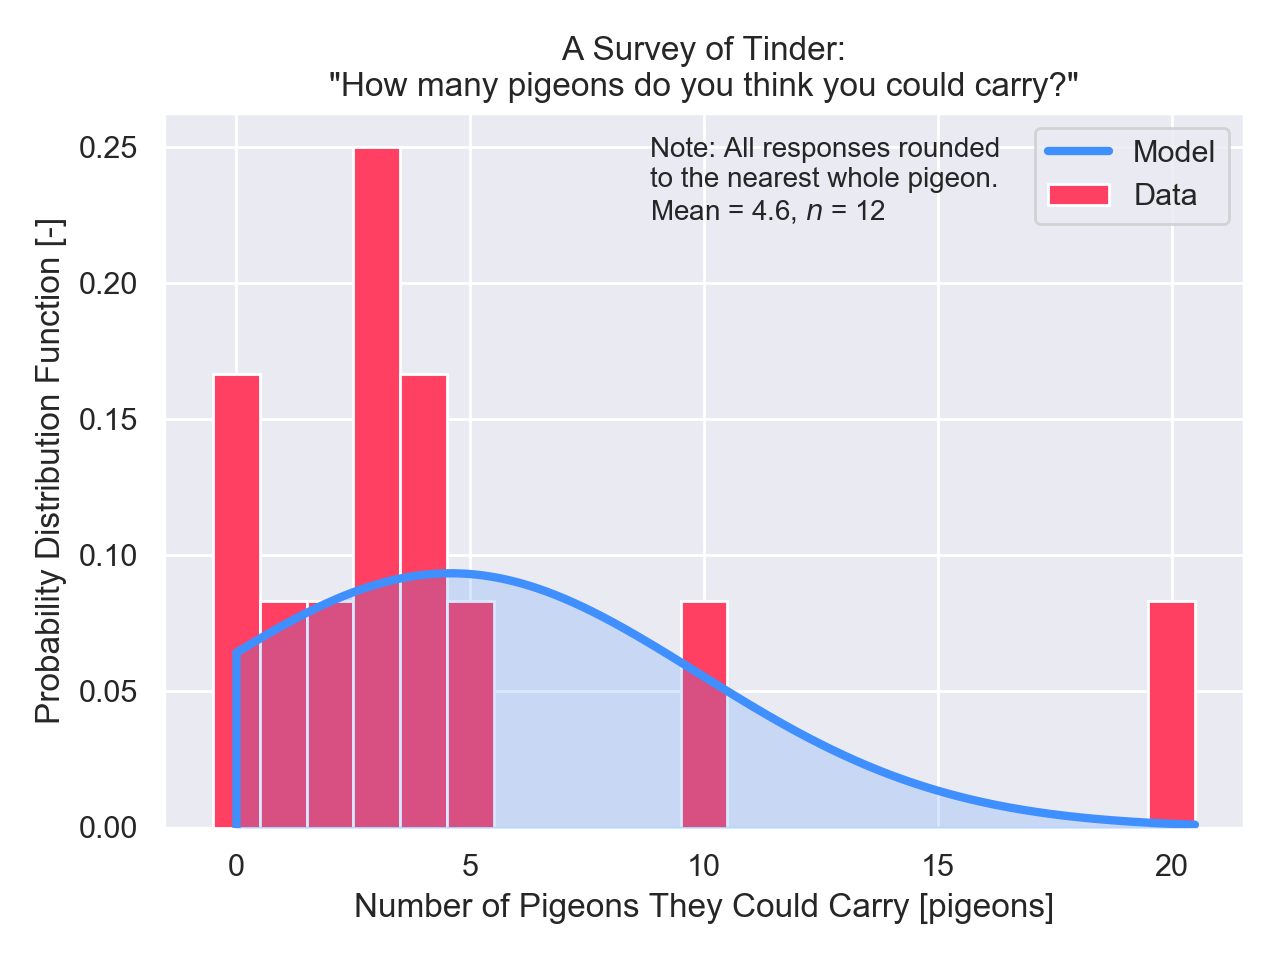 A Survey of Tinder:
"How many pigeons do you think you could carry?"
Note: All responses rounded
to the nearest whole pigeon.
Mean = 4.6, n = 12
Model
Data
Probability Distribution Function [-]
0.25
0.20
0.15
0.10
0.05
0.00
0 5 10 15 20
Number of Pigeons They Could Carry [pigeons]